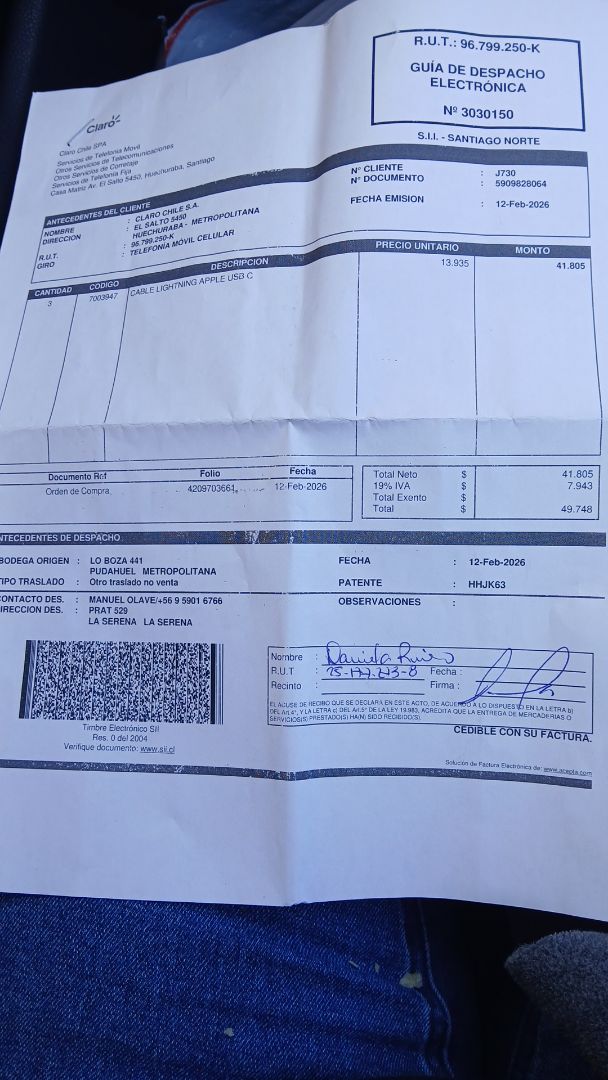 R.U.T.: 96.799.250-K
GUÍA DE DESPACHO
ELECTRÓNICA
Nº 3030150
S.I.I. - SANTIAGO NORTE
Claro
Claro Chile SPA
Servicios de Telefonía Movil
Otros Servicios de Telecomunicaciones
Otros Servicios de Corretaje
Servicios de Telefonía Fija
Casa Matriz Av. El Salto 5450, Huechuraba, Santiago
Nº CLIENTE : J730
Nº DOCUMENTO : 5909828064
FECHA EMISION : 12-Feb-2026
ANTECEDENTES DEL CLIENTE
NOMBRE : CLARO CHILE S.A.
DIRECCION : EL SALTO 5450
HUECHURABA - METROPOLITANA
R.U.T. : 96.799.250-K
GIRO : TELEFONÍA MÓVIL CELULAR
CANTIDAD CODIGO DESCRIPCION PRECIO UNITARIO MONTO
3 7003947 CABLE LIGHTNING APPLE USB C 13.935 41.805
Documento Ref Folio Fecha
Orden de Compra 4209703661 12-Feb-2026
Total Neto $ 41.805
19% IVA $ 7.943
Total Exento $
Total $ 49.748
ANTECEDENTES DE DESPACHO
BODEGA ORIGEN : LO BOZA 441
PUDAHUEL METROPOLITANA
TIPO TRASLADO : Otro traslado no venta
CONTACTO DES. : MANUEL OLAVE/+56 9 5901 6766
DIRECCION DES. : PRAT 529
LA SERENA LA SERENA
FECHA : 12-Feb-2026
PATENTE : HHJK63
OBSERVACIONES :
Nombre : Daniela
R.U.T :
Fecha :
Recinto :
Firma :
EL ACUSE DE RECIBO QUE SE DECLARA EN ESTE ACTO, DE ACUERDO A LO DISPUESTO EN LA LETRA b)
DEL Art.4°, Y LA LETRA c) DEL Art.5° DE LA LEY 19.983, ACREDITA QUE LA ENTREGA DE MERCADERIAS O
SERVICIO(S) PRESTADO(S) HA(N) SIDO RECIBIDO(S).
CEDIBLE CON SU FACTURA.
Timbre Electrónico SII
Res. 0 del 2004
Verifique documento: www.sii.cl
Solución de Factura Electrónica de: www.acepta.com